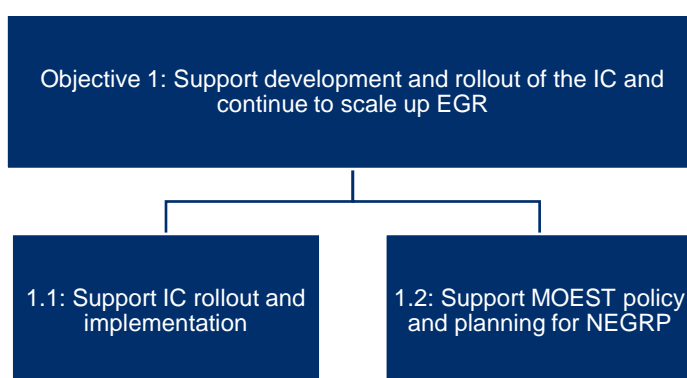 Objective 1: Support development and rollout of the IC and
continue to scale up EGR
1.1: Support IC rollout and
implementation
1.2: Support MOEST policy
and planning for NEGRP